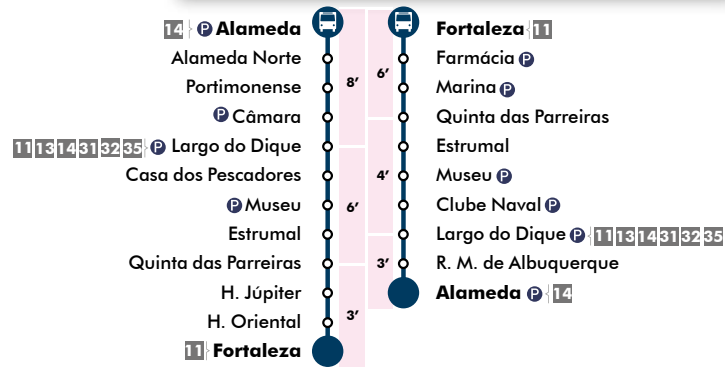 14 P Alameda
Alameda Norte
Portimonense
P Câmara
11 13 14 31 32 35 P Largo do Dique
Casa dos Pescadores
P Museu
Estrumal
Quinta das Parreiras
H. Júpiter
H. Oriental
11 Fortaleza
8’
6’
3’
6’
4’
3’
Fortaleza 11
Farmácia P
Marina P
Quinta das Parreiras
Estrumal
Museu P
Clube Naval P
Largo do Dique P 11 13 14 31 32 35
R. M. de Albuquerque
Alameda P 14